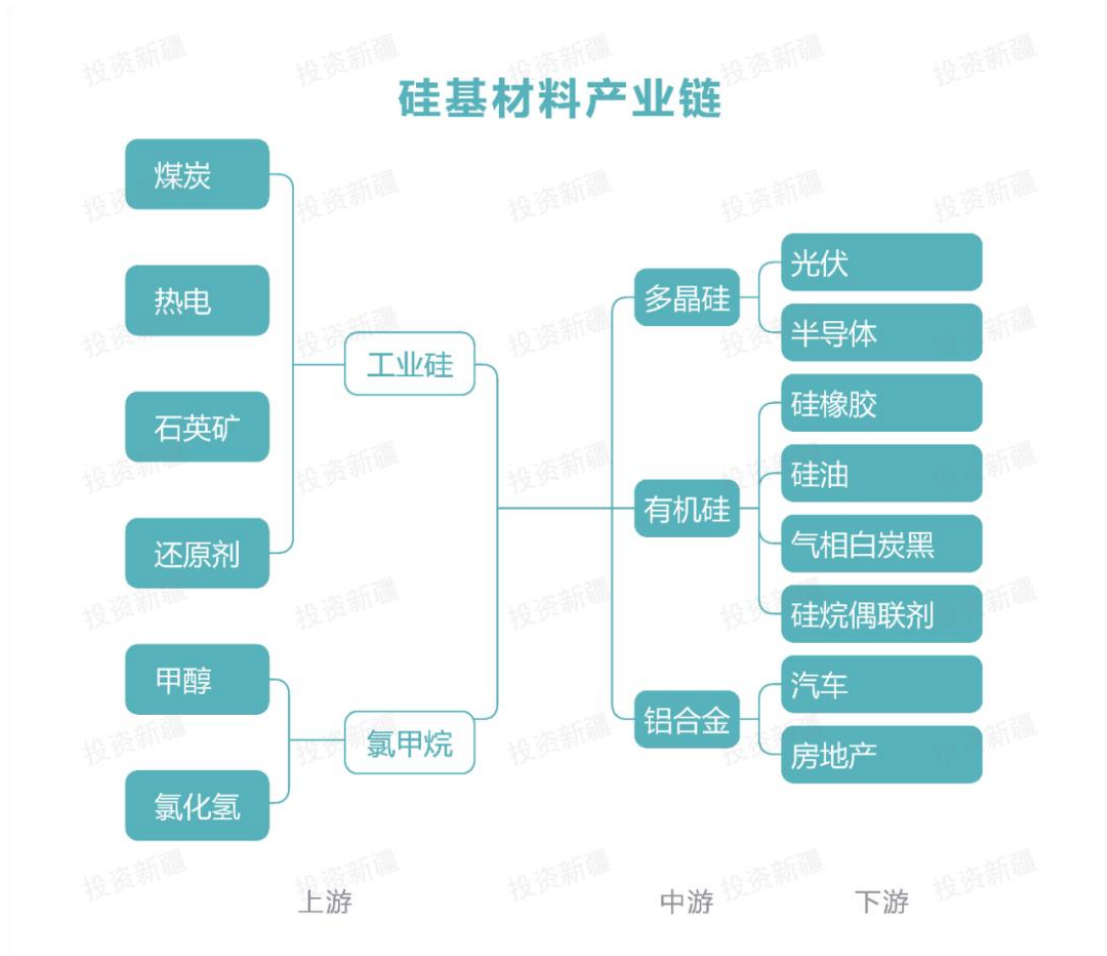 硅基材料产业链
煤炭
热电
石英矿
还原剂
甲醇
氯化氢
工业硅
氯甲烷
多晶硅
有机硅
铝合金
光伏
半导体
硅橡胶
硅油
气相白炭黑
硅烷偶联剂
汽车
房地产
上游
中游
下游
投资新疆